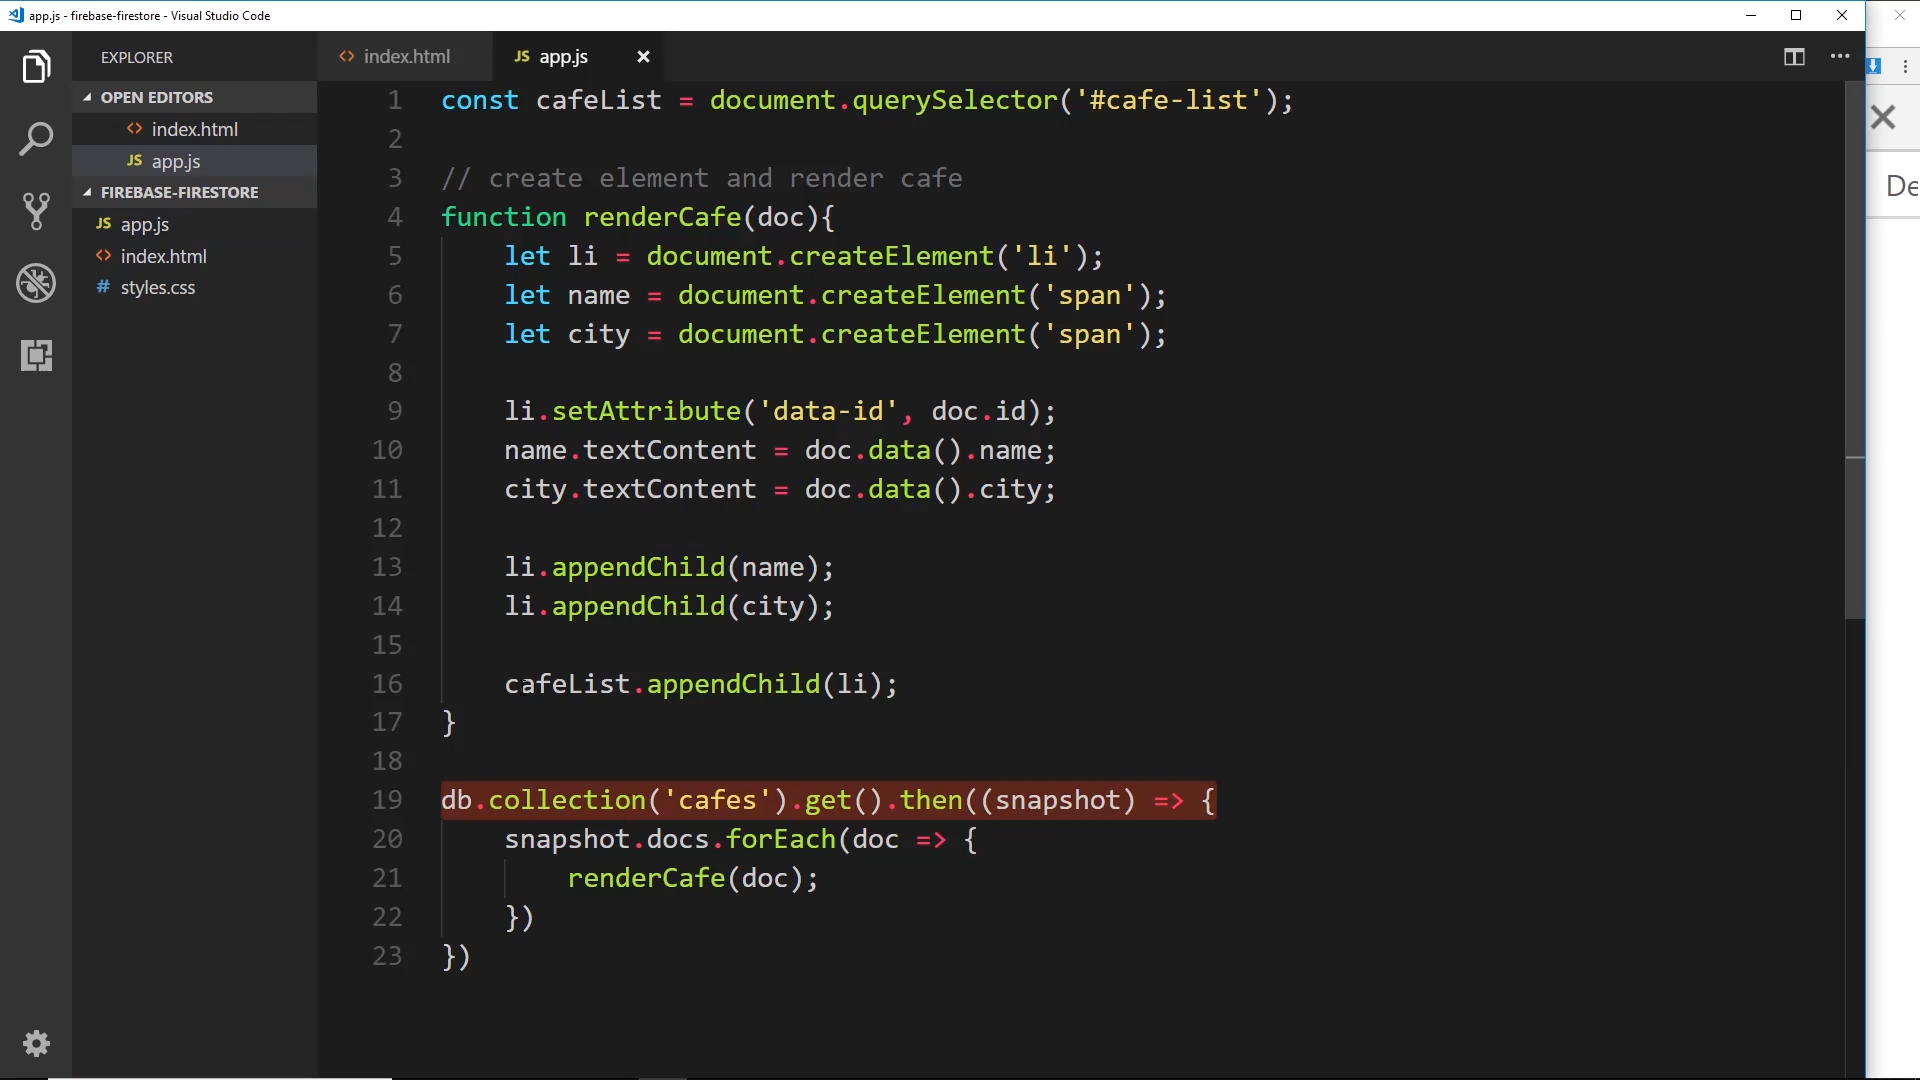 app.js - firebase-firestore - Visual Studio Code
EXPLORER
OPEN EDITORS
<> index.html
JS app.js
FIREBASE-FIRESTORE
JS app.js
<> index.html
# styles.css
<> index.html
JS app.js
1 const cafeList = document.querySelector('#cafe-list');
2
3 // create element and render cafe
4 function renderCafe(doc){
5     let li = document.createElement('li');
6     let name = document.createElement('span');
7     let city = document.createElement('span');
8
9     li.setAttribute('data-id', doc.id);
10     name.textContent = doc.data().name;
11     city.textContent = doc.data().city;
12
13     li.appendChild(name);
14     li.appendChild(city);
15
16     cafeList.appendChild(li);
17 }
18
19 db.collection('cafes').get().then((snapshot) => {
20     snapshot.docs.forEach(doc => {
21         renderCafe(doc);
22     })
23 })